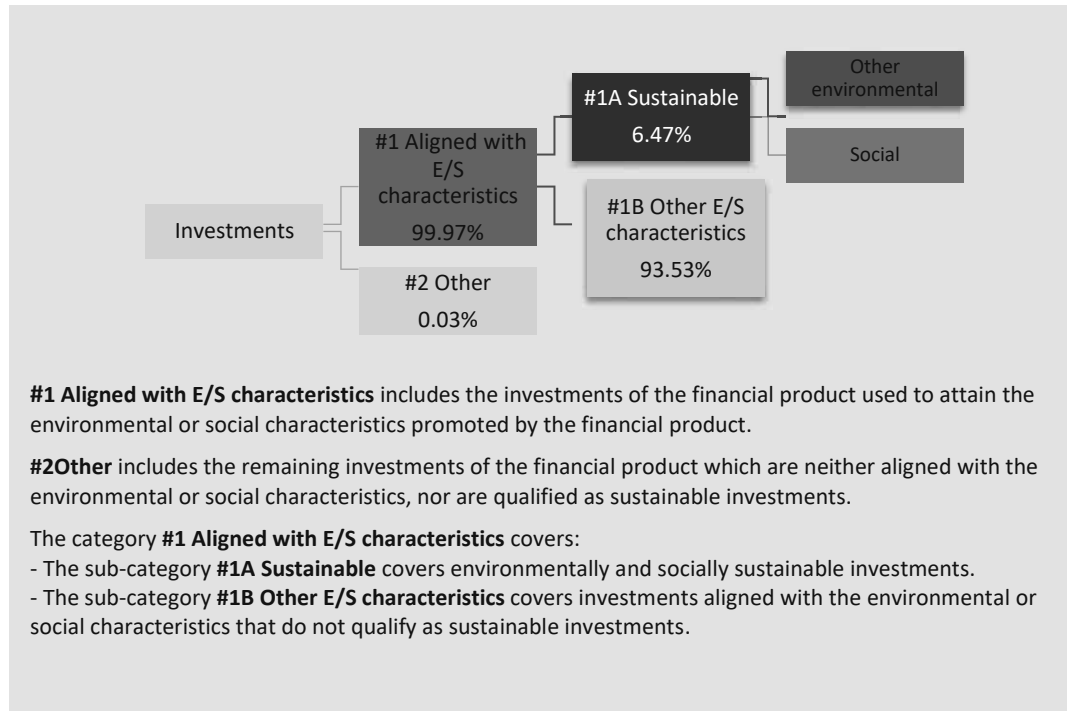 Investments
#1 Aligned with
E/S
characteristics
99.97%
#2 Other
0.03%
#1A Sustainable
6.47%
#1B Other E/S
characteristics
93.53%
Other
environmental
Social
#1 Aligned with E/S characteristics includes the investments of the financial product used to attain the
environmental or social characteristics promoted by the financial product.
#2Other includes the remaining investments of the financial product which are neither aligned with the
environmental or social characteristics, nor are qualified as sustainable investments.
The category #1 Aligned with E/S characteristics covers:
- The sub-category #1A Sustainable covers environmentally and socially sustainable investments.
- The sub-category #1B Other E/S characteristics covers investments aligned with the environmental or
social characteristics that do not qualify as sustainable investments.